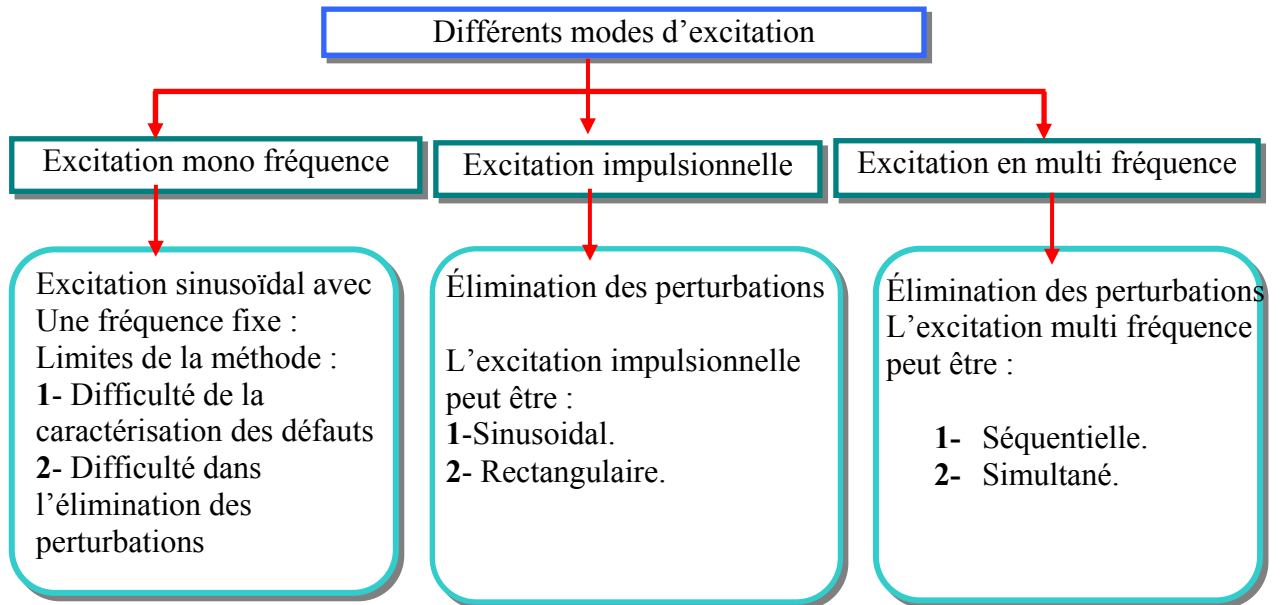 Différents modes d’excitation
Excitation mono fréquence
Excitation impulsionnelle
Excitation en multi fréquence
Excitation sinusoïdal avec
Une fréquence fixe :
Limites de la méthode :
1- Difficulté de la
caractérisation des défauts
2- Difficulté dans
l’élimination des
perturbations
Élimination des perturbations
L’excitation impulsionnelle
peut être :
1-Sinusoidal.
2- Rectangulaire.
Élimination des perturbations
L’excitation multi fréquence
peut être :
1- Séquentielle.
2- Simultané.